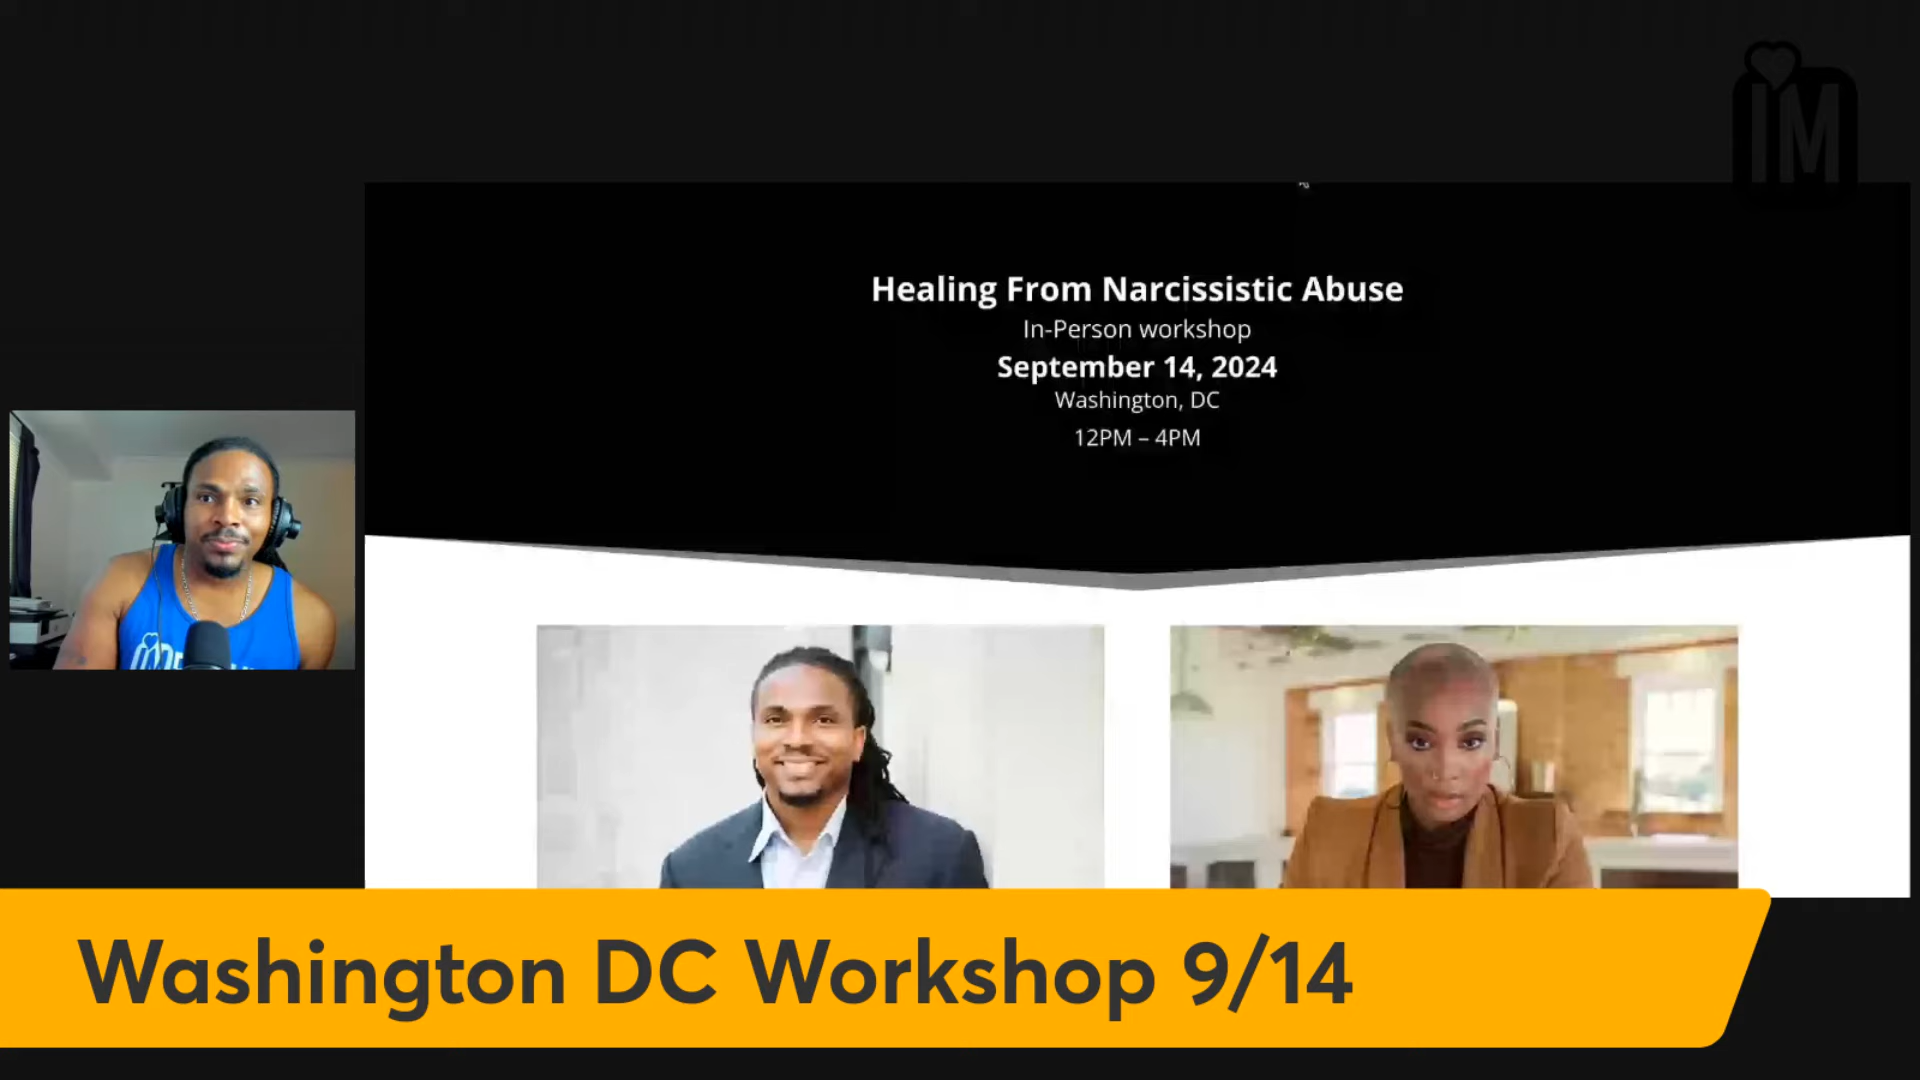 IM
Healing From Narcissistic Abuse
In-Person workshop
September 14, 2024
Washington, DC
12PM – 4PM
Washington DC Workshop 9/14